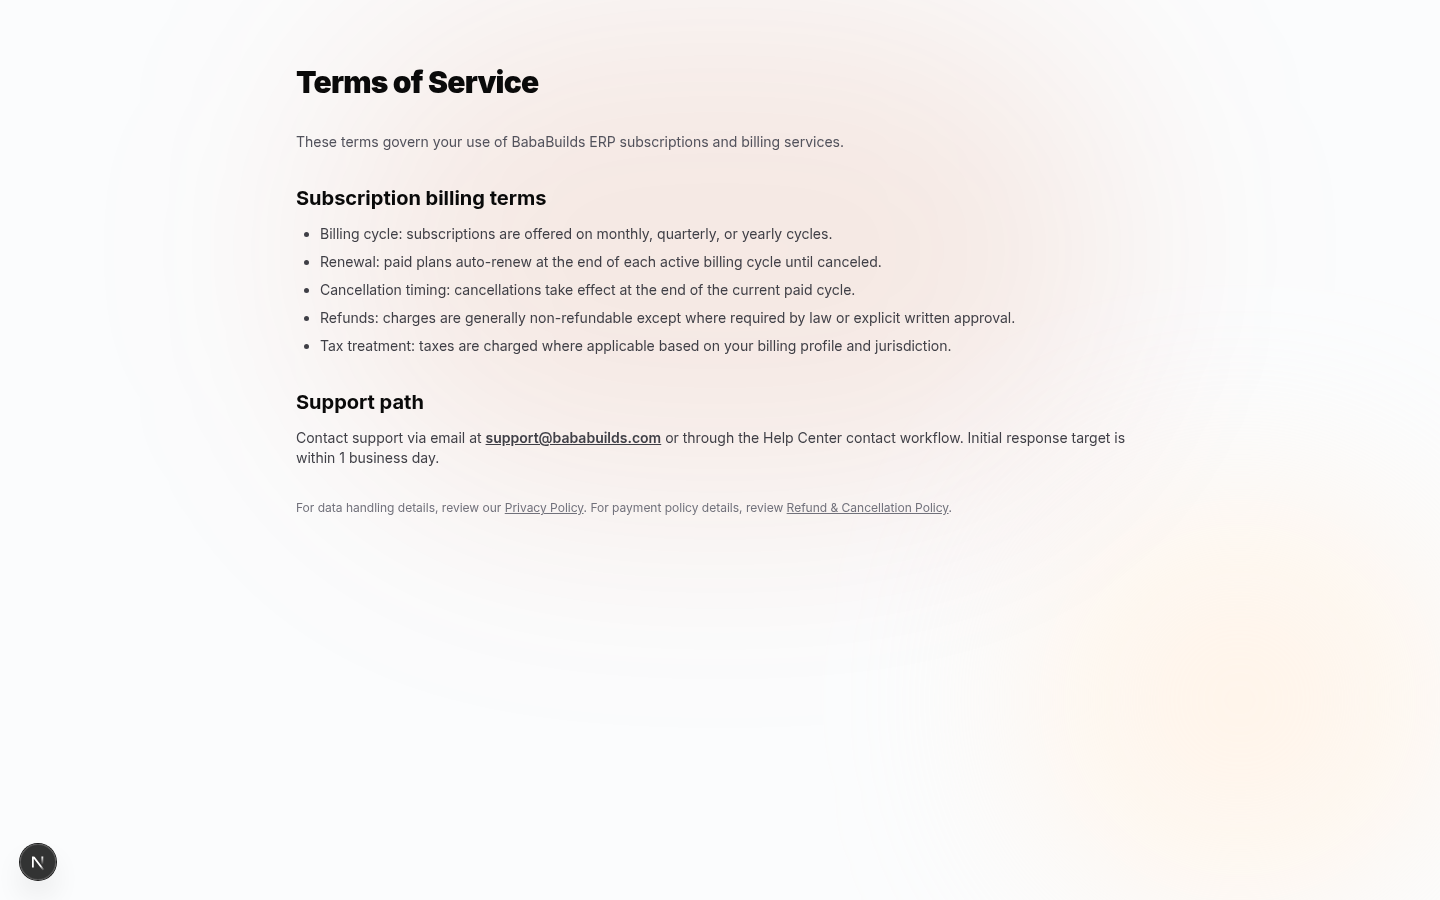 Terms of Service
These terms govern your use of BabaBuilds ERP subscriptions and billing services.
Subscription billing terms
Billing cycle: subscriptions are offered on monthly, quarterly, or yearly cycles.
Renewal: paid plans auto-renew at the end of each active billing cycle until canceled.
Cancellation timing: cancellations take effect at the end of the current paid cycle.
Refunds: charges are generally non-refundable except where required by law or explicit written approval.
Tax treatment: taxes are charged where applicable based on your billing profile and jurisdiction.
Support path
Contact support via email at support@bababuilds.com or through the Help Center contact workflow. Initial response target is
within 1 business day.
For data handling details, review our Privacy Policy. For payment policy details, review Refund & Cancellation Policy.
N